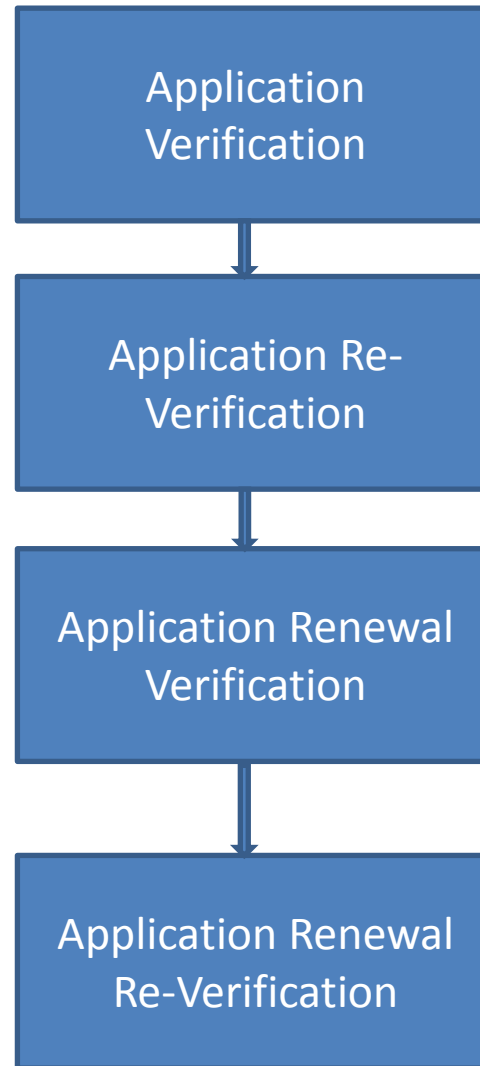 Application
Verification
Application Re-
Verification
Application Renewal
Verification
Application Renewal
Re-Verification